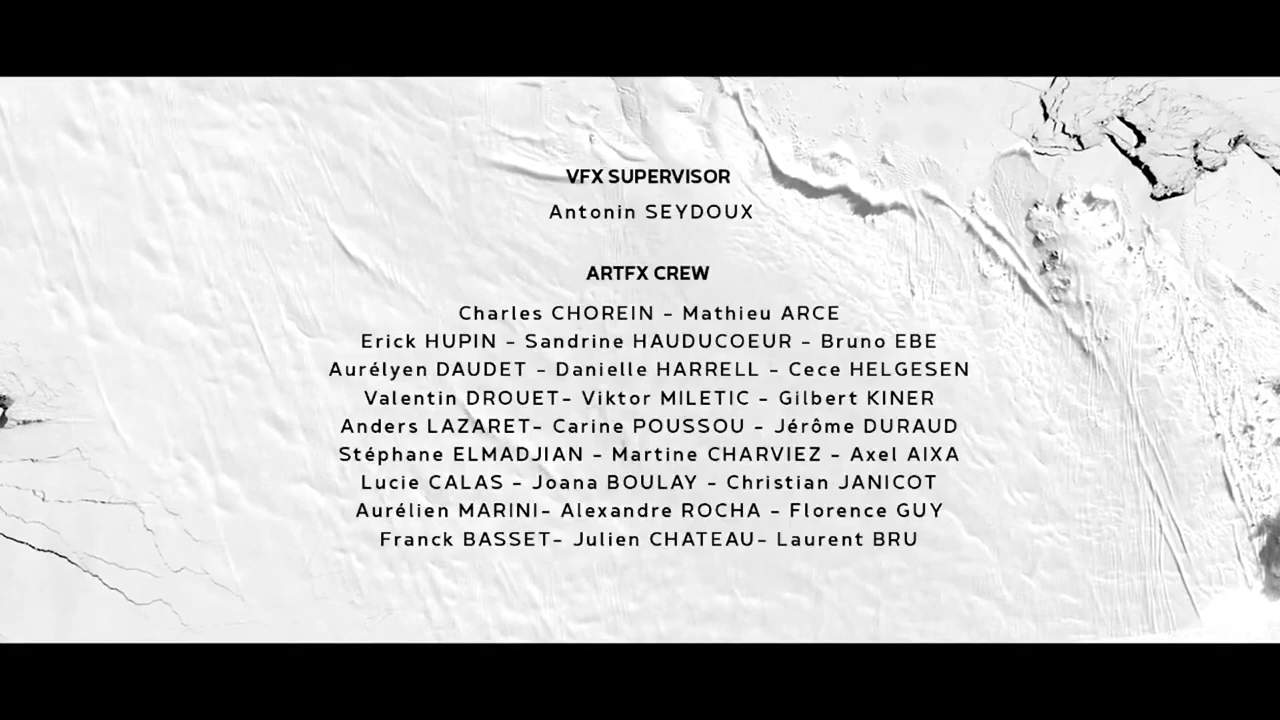 VFX SUPERVISOR
Antonin SEYDOUX
ARTFX CREW
Charles CHOREIN - Mathieu ARCE
Erick HUPIN - Sandrine HAUDUCOEUR - Bruno EBE
Aurélyen DAUDET - Danielle HARRELL - Cece HELGESEN
Valentin DROUET- Viktor MILETIC - Gilbert KINER
Anders LAZARET- Carine POUSSOU - Jérôme DURAUD
Stéphane ELMADJIAN - Martine CHARVIEZ - Axel AIXA
Lucie CALAS - Joana BOULAY - Christian JANICOT
Aurélien MARINI- Alexandre ROCHA - Florence GUY
Franck BASSET- Julien CHATEAU- Laurent BRU